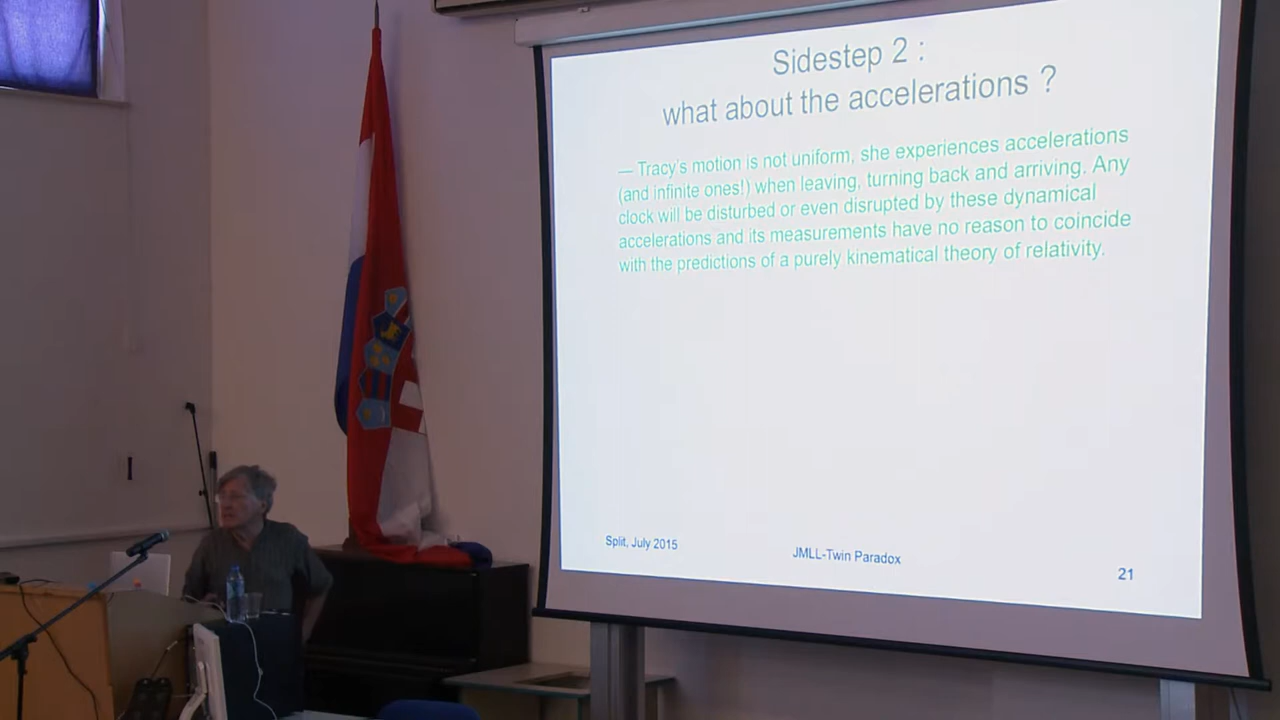 Sidestep 2 :
what about the accelerations ?
— Tracy's motion is not uniform, she experiences accelerations
(and infinite ones!) when leaving, turning back and arriving. Any
clock will be disturbed or even disrupted by these dynamical
accelerations and its measurements have no reason to coincide
with the predictions of a purely kinematical theory of relativity.
Split, July 2015
JMLL-Twin Paradox
21